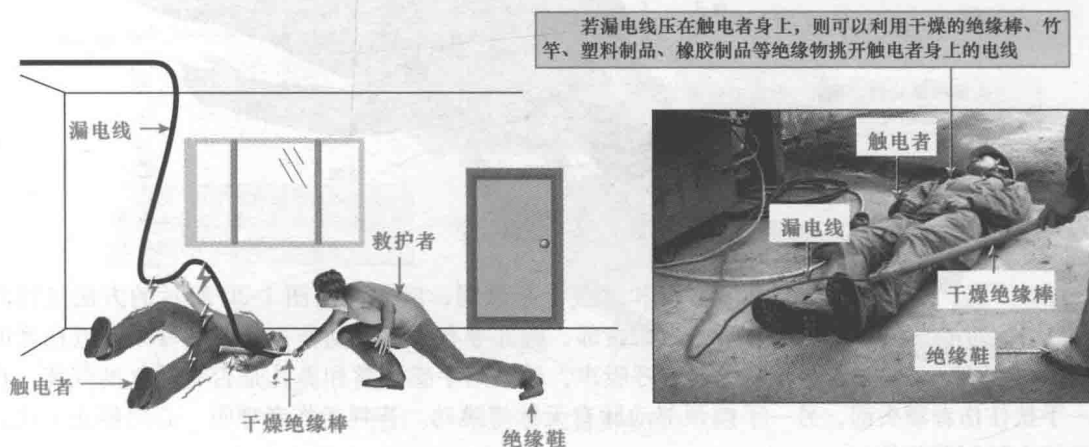 若漏电线压在触电者身上，则可以利用干燥的绝缘棒、竹
竿、塑料制品、橡胶制品等绝缘物挑开触电者身上的电线
漏电线
救护者
触电者
干燥绝缘棒
绝缘鞋
触电者
漏电线
干燥绝缘棒
绝缘鞋